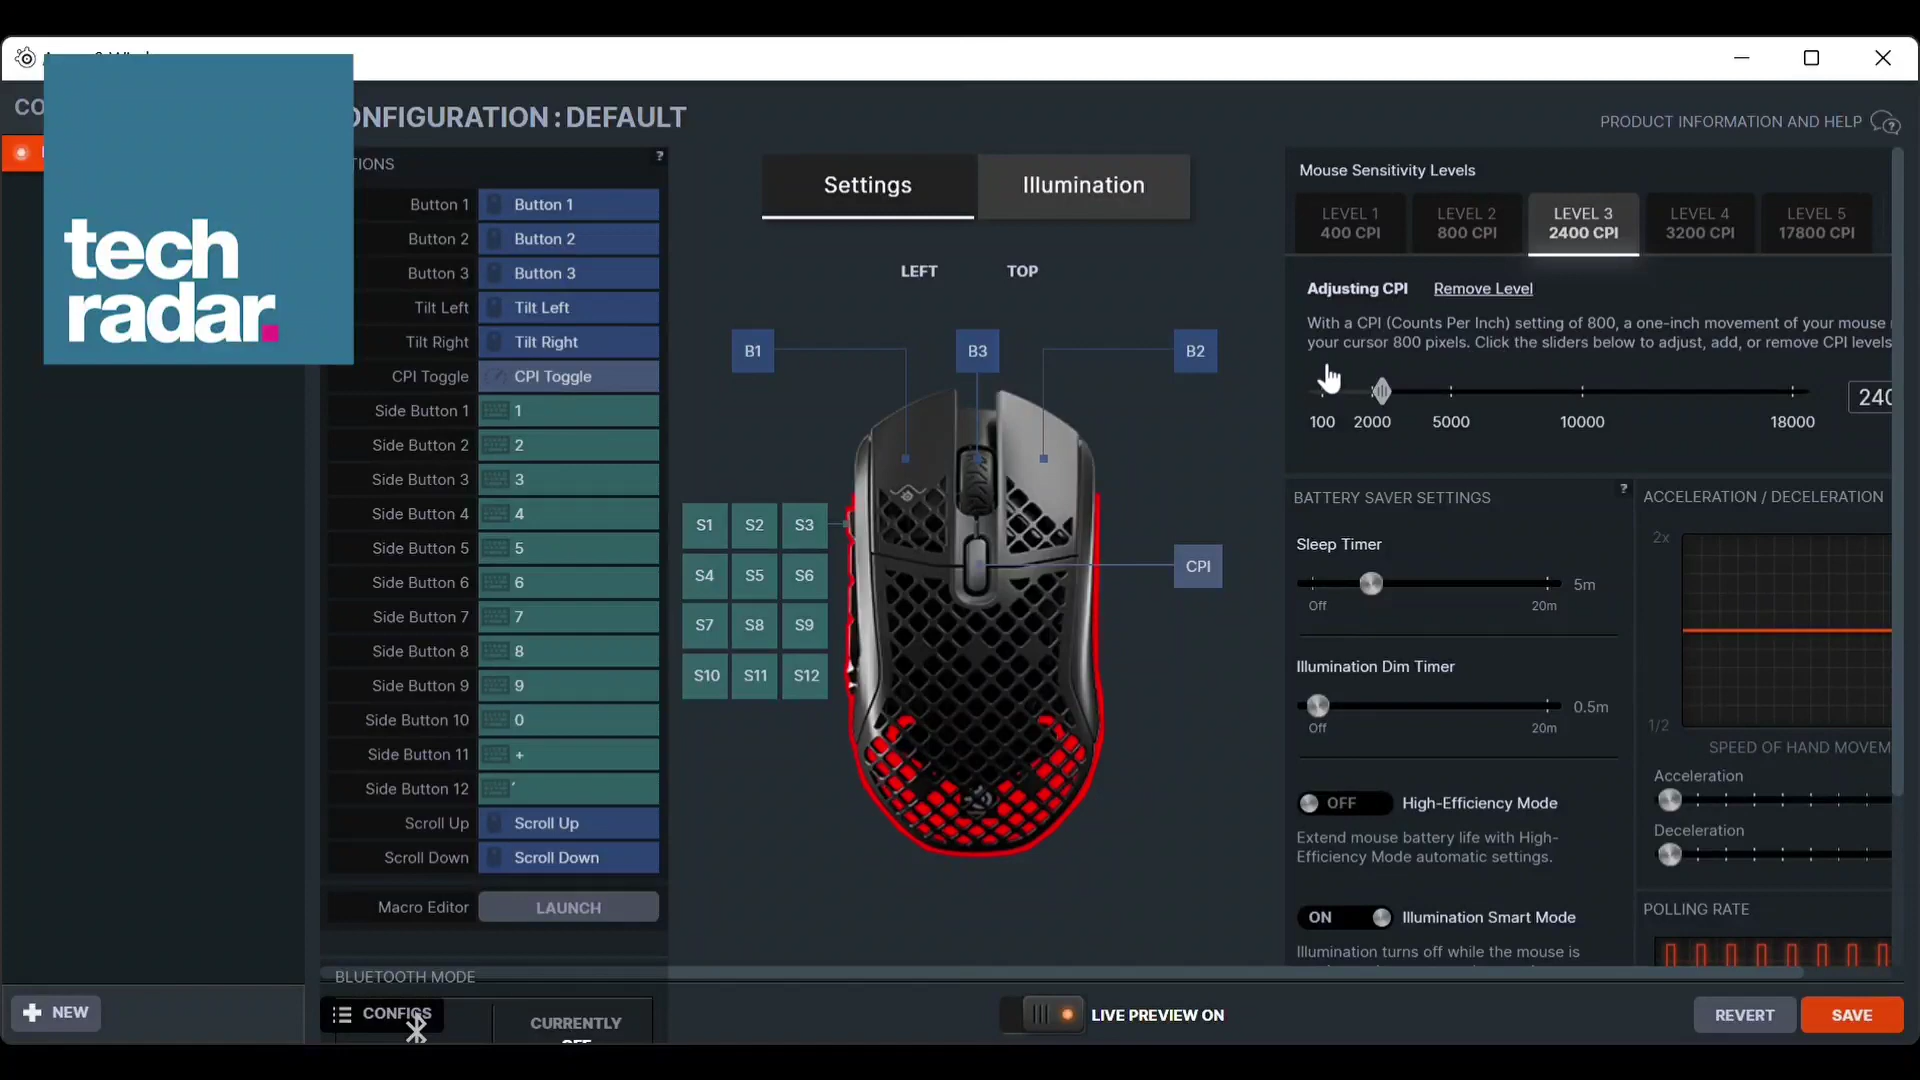 tech
radar.
CO
ONFIGURATION : DEFAULT
PRODUCT INFORMATION AND HELP
TIONS ?
Button 1 Button 1
Button 2 Button 2
Button 3 Button 3
Tilt Left Tilt Left
Tilt Right Tilt Right
CPI Toggle CPI Toggle
Side Button 1 1
Side Button 2 2
Side Button 3 3
Side Button 4 4
Side Button 5 5
Side Button 6 6
Side Button 7 7
Side Button 8 8
Side Button 9 9
Side Button 10 0
Side Button 11 +
Side Button 12 ´
Scroll Up Scroll Up
Scroll Down Scroll Down
Macro Editor LAUNCH
BLUETOOTH MODE
CONFIGS
CURRENTLY
OFF
NEW
Settings Illumination
LEFT TOP
B1 B3 B2
S1 S2 S3
S4 S5 S6
S7 S8 S9
S10 S11 S12
CPI
LIVE PREVIEW ON
Mouse Sensitivity Levels
LEVEL 1 LEVEL 2 LEVEL 3 LEVEL 4 LEVEL 5
400 CPI 800 CPI 2400 CPI 3200 CPI 17800 CPI
Adjusting CPI Remove Level
With a CPI (Counts Per Inch) setting of 800, a one-inch movement of your mouse
your cursor 800 pixels. Click the sliders below to adjust, add, or remove CPI levels
240
100 2000 5000 10000 18000
BATTERY SAVER SETTINGS ?
Sleep Timer
5m
Off 20m
Illumination Dim Timer
0.5m
Off 20m
OFF High-Efficiency Mode
Extend mouse battery life with High-
Efficiency Mode automatic settings.
ON Illumination Smart Mode
Illumination turns off while the mouse is
ACCELERATION / DECELERATION
2x
1/2
SPEED OF HAND MOVEM
Acceleration
Deceleration
POLLING RATE
REVERT SAVE